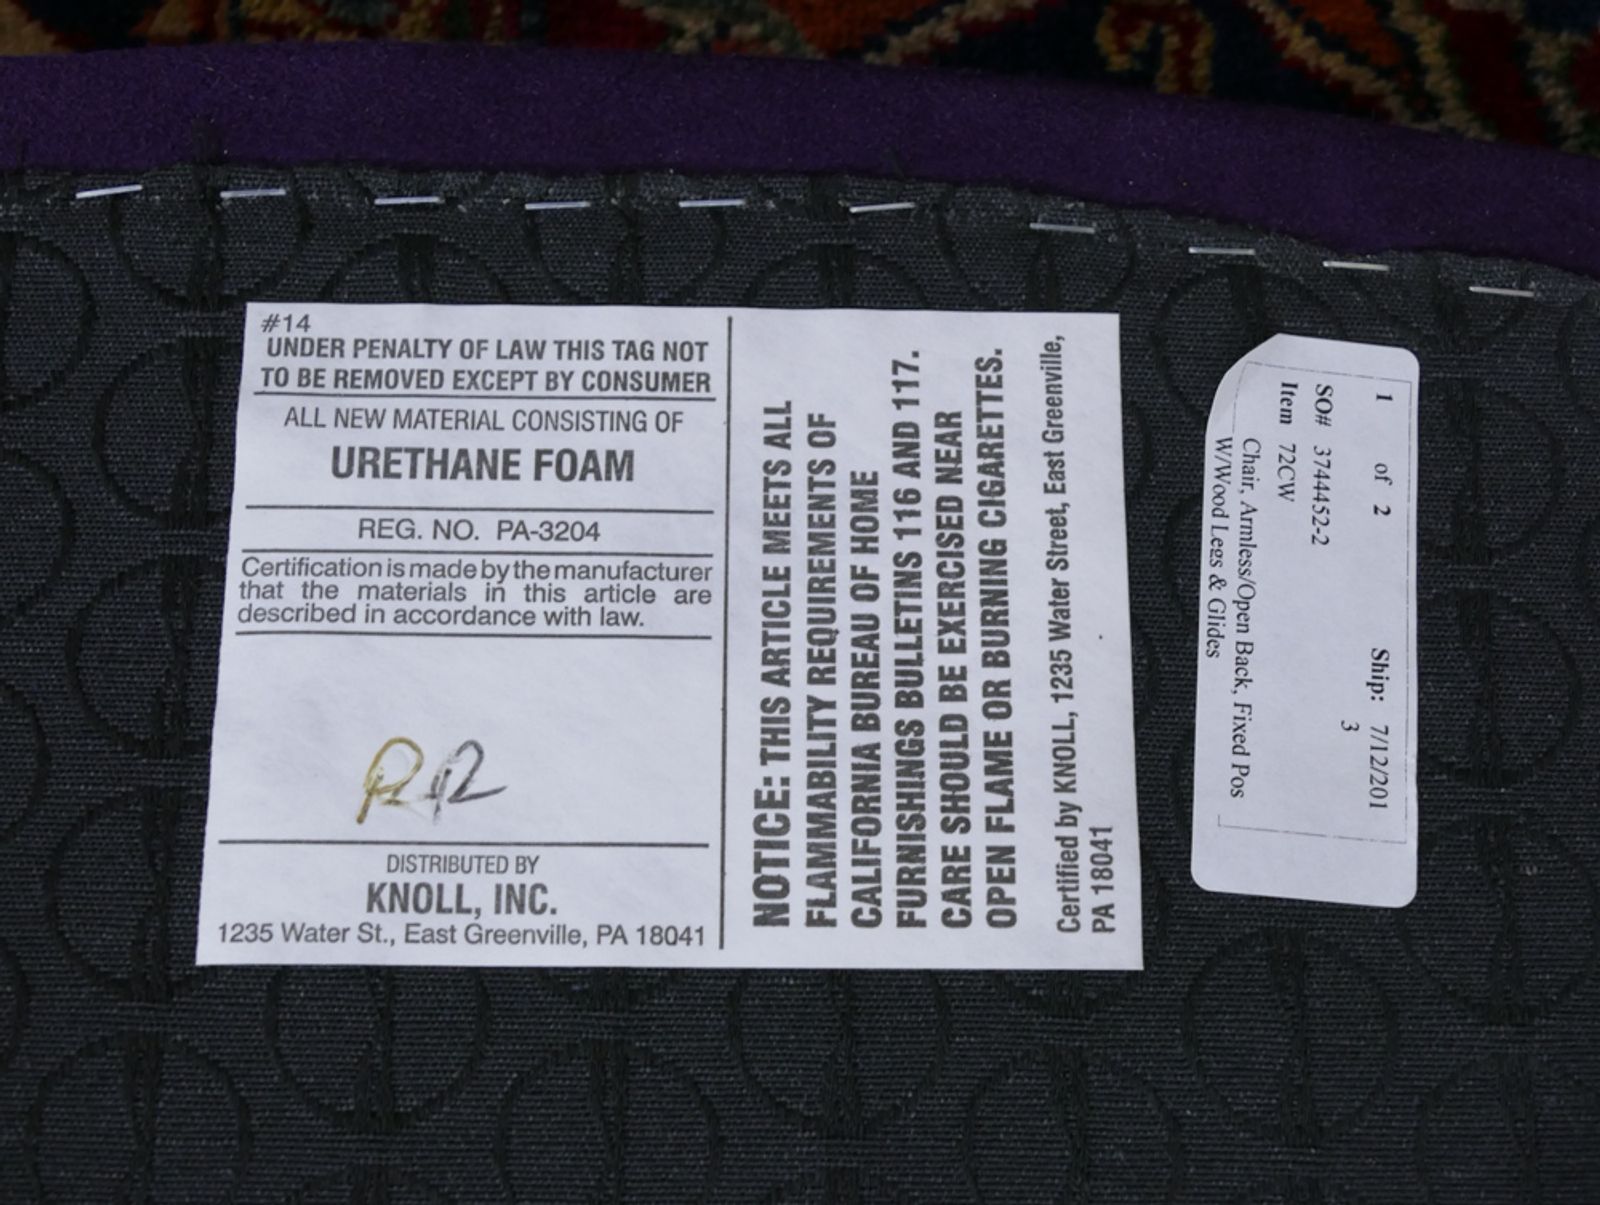 #14
UNDER PENALTY OF LAW THIS TAG NOT
TO BE REMOVED EXCEPT BY CONSUMER
ALL NEW MATERIAL CONSISTING OF
URETHANE FOAM
REG. NO. PA-3204
Certification is made by the manufacturer
that the materials in this article are
described in accordance with law.
RR
DISTRIBUTED BY
KNOLL, INC.
1235 Water St., East Greenville, PA 18041
NOTICE: THIS ARTICLE MEETS ALL
FLAMMABILITY REQUIREMENTS OF
CALIFORNIA BUREAU OF HOME
FURNISHINGS BULLETINS 116 AND 117.
CARE SHOULD BE EXERCISED NEAR
OPEN FLAME OR BURNING CIGARETTES.
Certified by KNOLL, 1235 Water Street, East Greenville,
PA 18041
1 of 2 Ship: 7/12/201
3
SO# 3744452-2
Item 72CW
Chair, Armless/Open Back, Fixed Pos
W/Wood Legs & Glides